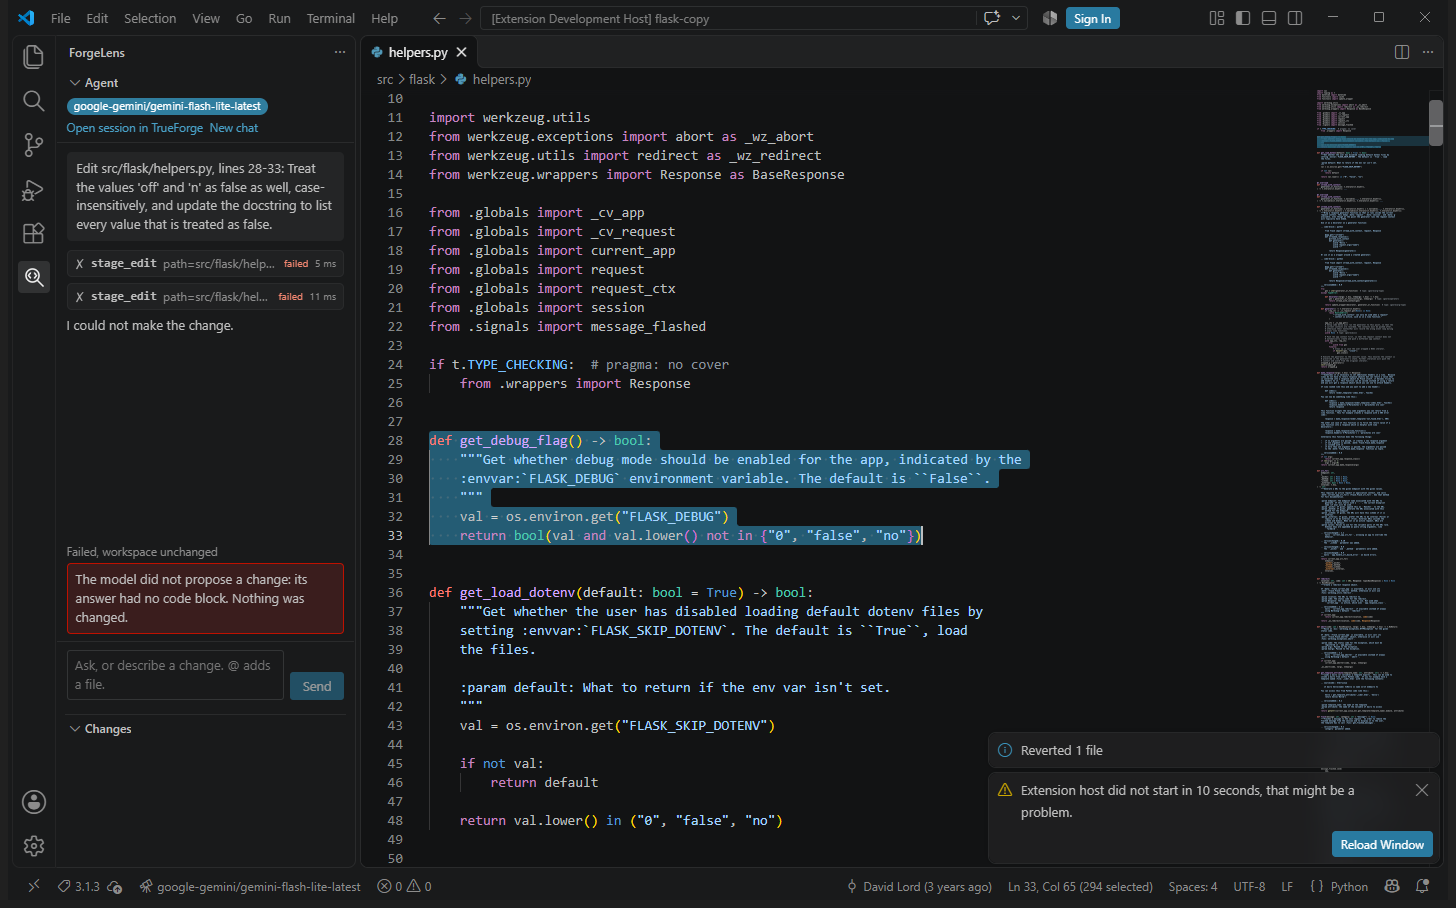 File Edit Selection View Go Run Terminal Help
[Extension Development Host] flask-copy
Sign In
ForgeLens
Agent
google-gemini/gemini-flash-lite-latest
Open session in TrueForge New chat
Edit src/flask/helpers.py, lines 28-33: Treat
the values 'off' and 'n' as false as well, case-
insensitively, and update the docstring to list
every value that is treated as false.
stage_edit path=src/flask/help... failed 5 ms
stage_edit path=src/flask/hel... failed 11 ms
I could not make the change.
Failed, workspace unchanged
The model did not propose a change: its
answer had no code block. Nothing was
changed.
Ask, or describe a change. @ adds
a file.
Send
Changes
helpers.py
src > flask > helpers.py
10
11 import werkzeug.utils
12 from werkzeug.exceptions import abort as _wz_abort
13 from werkzeug.utils import redirect as _wz_redirect
14 from werkzeug.wrappers import Response as BaseResponse
15
16 from .globals import _cv_app
17 from .globals import _cv_request
18 from .globals import current_app
19 from .globals import request
20 from .globals import request_ctx
21 from .globals import session
22 from .signals import message_flashed
23
24 if t.TYPE_CHECKING:  # pragma: no cover
25     from .wrappers import Response
26
27
28 def get_debug_flag() -> bool:
29     """Get whether debug mode should be enabled for the app, indicated by the
30     :envvar:`FLASK_DEBUG` environment variable. The default is ``False``.
31     """
32     val = os.environ.get("FLASK_DEBUG")
33     return bool(val and val.lower() not in {"0", "false", "no"})
34
35
36 def get_load_dotenv(default: bool = True) -> bool:
37     """Get whether the user has disabled loading default dotenv files by
38     setting :envvar:`FLASK_SKIP_DOTENV`. The default is ``True``, load
39     the files.
40
41     :param default: What to return if the env var isn't set.
42     """
43     val = os.environ.get("FLASK_SKIP_DOTENV")
44
45     if not val:
46         return default
47
48     return val.lower() in ("0", "false", "no")
49
50
Reverted 1 file
Extension host did not start in 10 seconds, that might be a
problem.
Reload Window
3.1.3 google-gemini/gemini-flash-lite-latest 0 0 David Lord (3 years ago) Ln 33, Col 65 (294 selected) Spaces: 4 UTF-8 LF { } Python